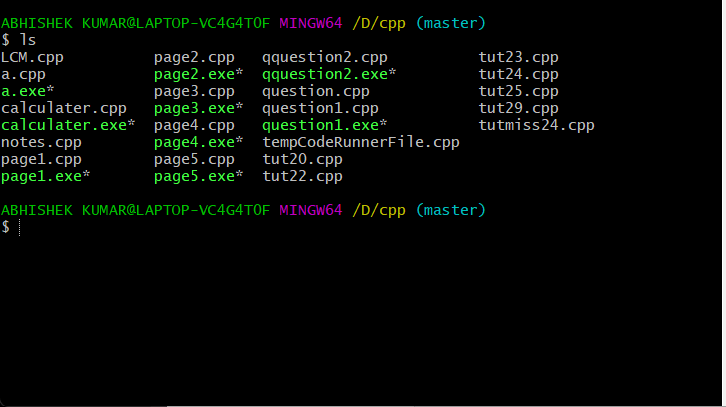 ABHISHEK KUMAR@LAPTOP-VC4G4T0F MINGW64 /D/cpp (master)
$ ls
LCM.cpp page2.cpp qquestion2.cpp tut23.cpp
a.cpp page2.exe* qquestion2.exe* tut24.cpp
a.exe* page3.cpp question.cpp tut25.cpp
calculater.cpp page3.exe* question1.cpp tut29.cpp
calculater.exe* page4.cpp question1.exe* tutmiss24.cpp
notes.cpp page4.exe* tempCodeRunnerFile.cpp
page1.cpp page5.cpp tut20.cpp
page1.exe* page5.exe* tut22.cpp
ABHISHEK KUMAR@LAPTOP-VC4G4T0F MINGW64 /D/cpp (master)
$